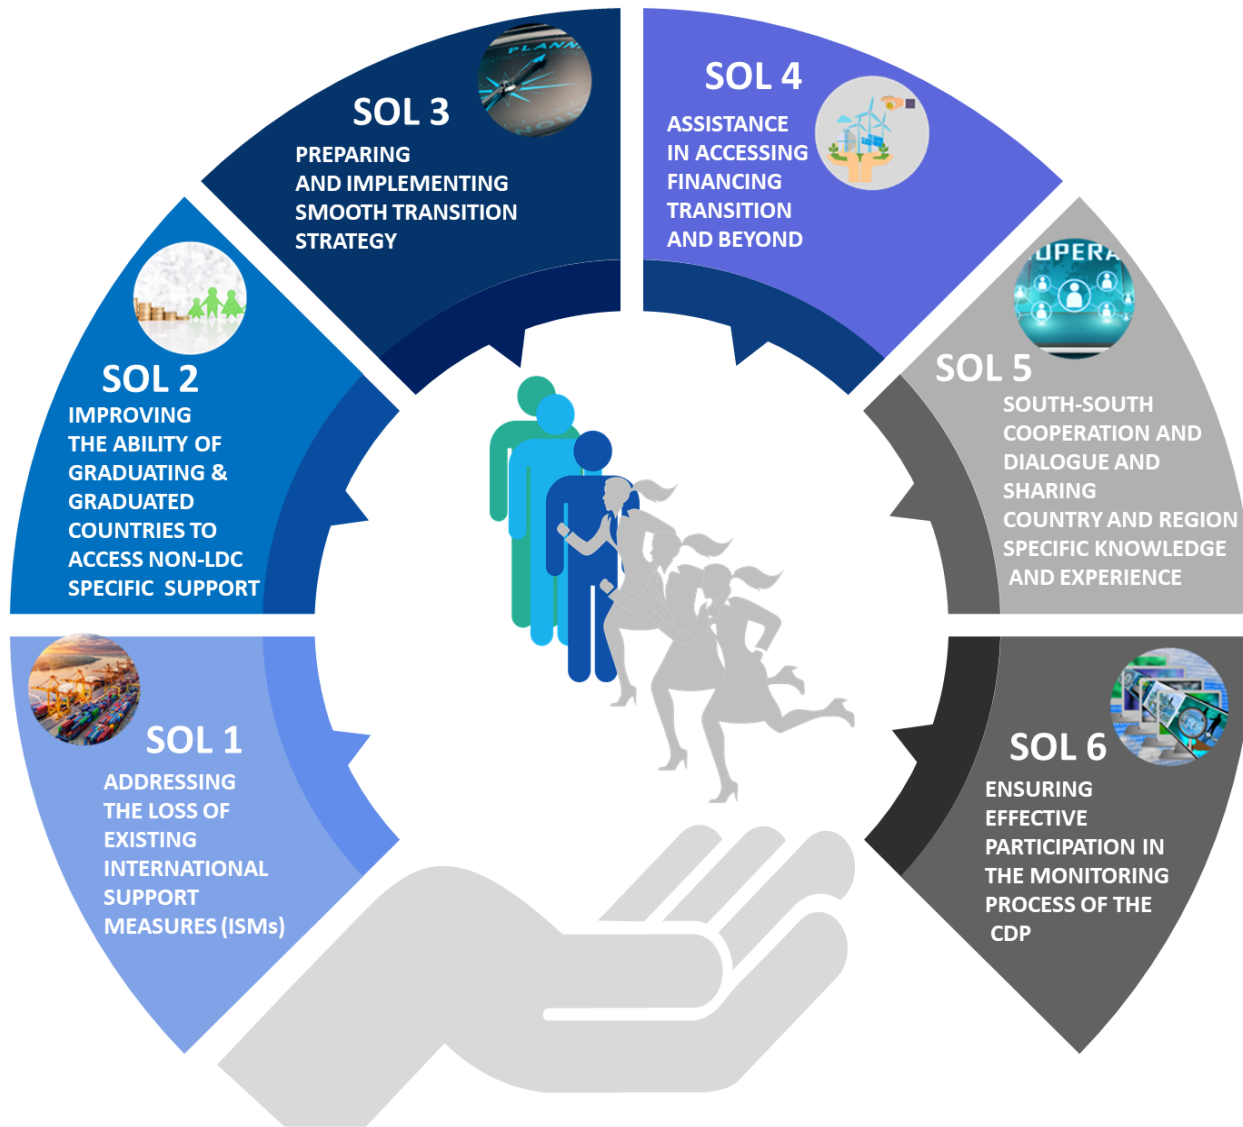 SOL 1
ADDRESSING
THE LOSS OF
EXISTING
INTERNATIONAL
SUPPORT
MEASURES (ISMs)
SOL 2
IMPROVING
THE ABILITY OF
GRADUATING &
GRADUATED
COUNTRIES TO
ACCESS NON-LDC
SPECIFIC SUPPORT
SOL 3
PREPARING
AND IMPLEMENTING
SMOOTH TRANSITION
STRATEGY
SOL 4
ASSISTANCE
IN ACCESSING
FINANCING
TRANSITION
AND BEYOND
SOL 5
SOUTH-SOUTH
COOPERATION AND
DIALOGUE AND
SHARING
COUNTRY AND REGION
SPECIFIC KNOWLEDGE
AND EXPERIENCE
SOL 6
ENSURING
EFFECTIVE
PARTICIPATION IN
THE MONITORING
PROCESS OF THE
CDP